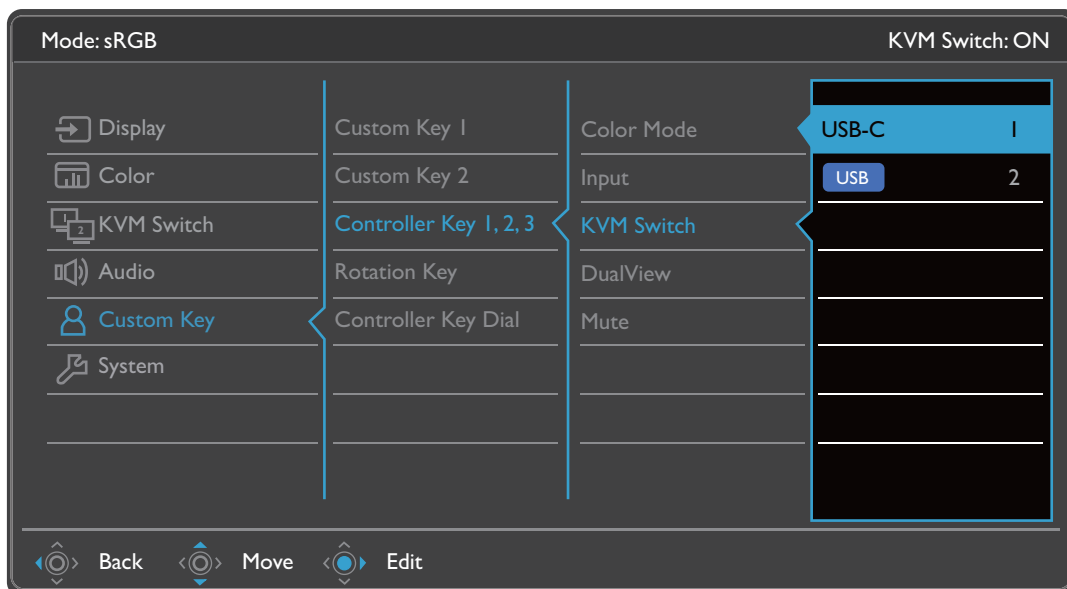 Mode: sRGB KVM Switch: ON
Display Custom Key 1 Color Mode USB-C 1
Color Custom Key 2 Input USB 2
1 2 KVM Switch Controller Key 1, 2, 3 KVM Switch
Audio Rotation Key DualView
Custom Key Controller Key Dial Mute
System
Back Move Edit